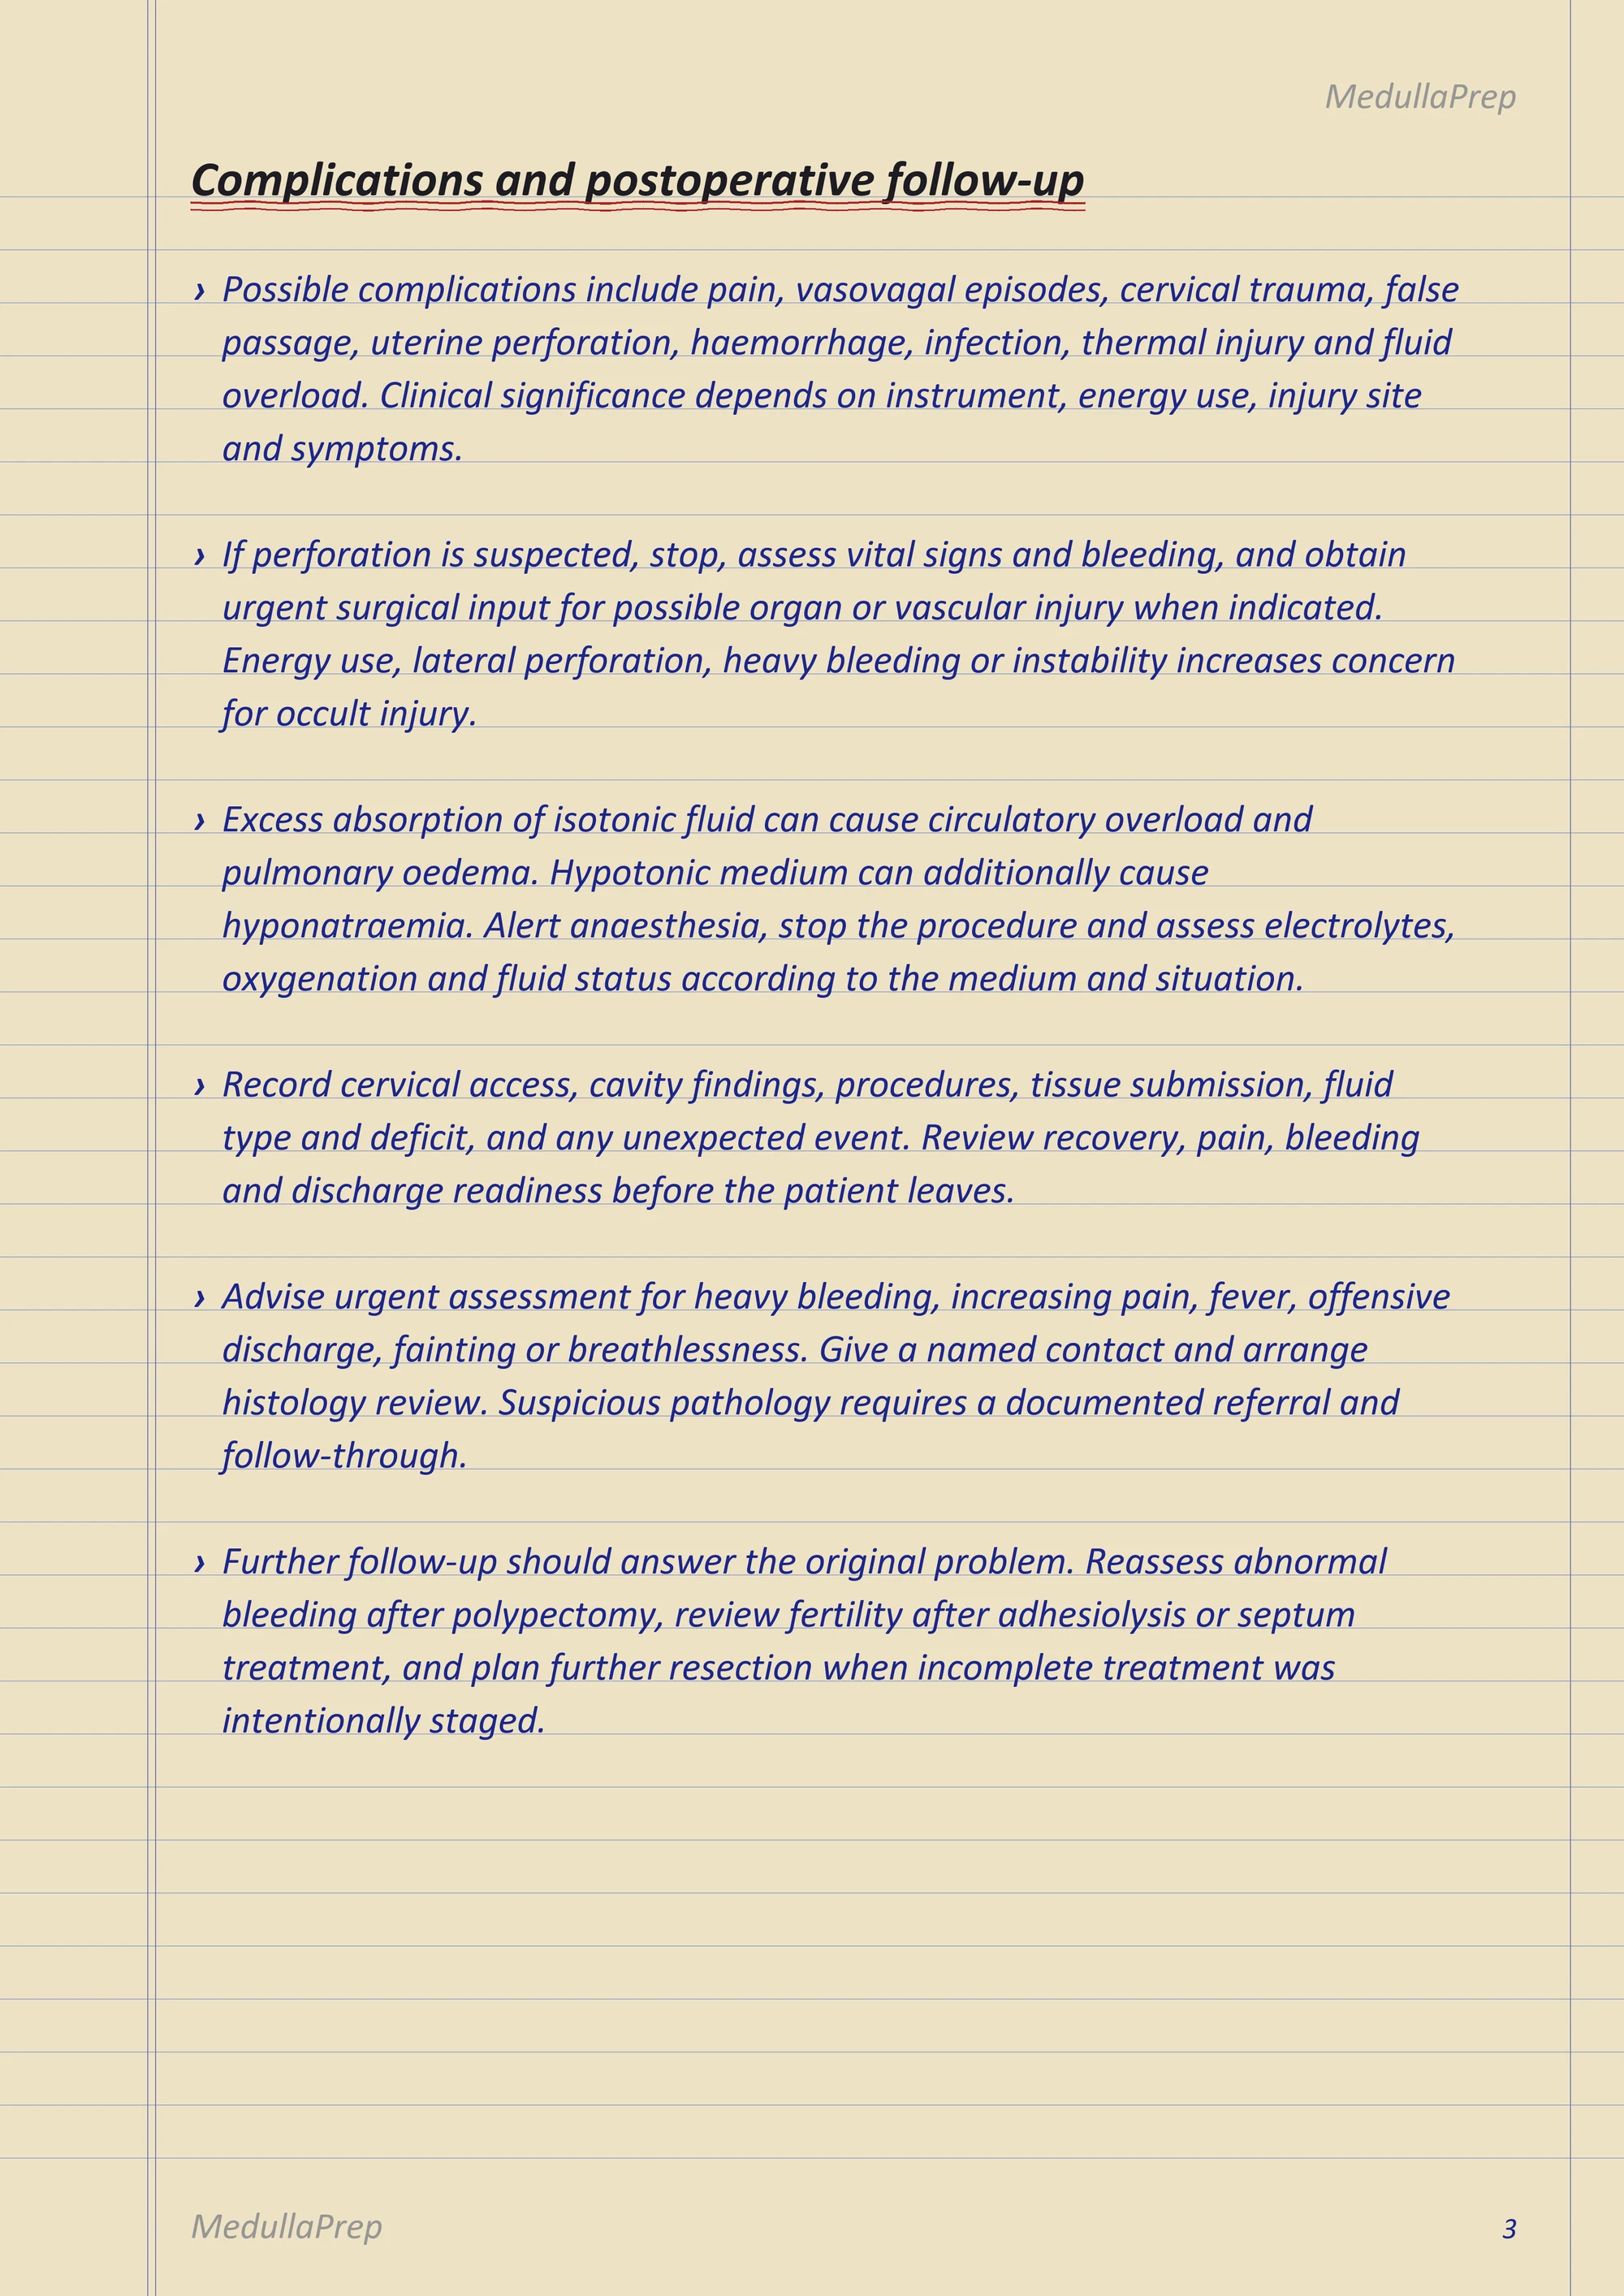 MedullaPrep
Complications and postoperative follow-up
› Possible complications include pain, vasovagal episodes, cervical trauma, false
passage, uterine perforation, haemorrhage, infection, thermal injury and fluid
overload. Clinical significance depends on instrument, energy use, injury site
and symptoms.
› If perforation is suspected, stop, assess vital signs and bleeding, and obtain
urgent surgical input for possible organ or vascular injury when indicated.
Energy use, lateral perforation, heavy bleeding or instability increases concern
for occult injury.
› Excess absorption of isotonic fluid can cause circulatory overload and
pulmonary oedema. Hypotonic medium can additionally cause
hyponatraemia. Alert anaesthesia, stop the procedure and assess electrolytes,
oxygenation and fluid status according to the medium and situation.
› Record cervical access, cavity findings, procedures, tissue submission, fluid
type and deficit, and any unexpected event. Review recovery, pain, bleeding
and discharge readiness before the patient leaves.
› Advise urgent assessment for heavy bleeding, increasing pain, fever, offensive
discharge, fainting or breathlessness. Give a named contact and arrange
histology review. Suspicious pathology requires a documented referral and
follow-through.
› Further follow-up should answer the original problem. Reassess abnormal
bleeding after polypectomy, review fertility after adhesiolysis or septum
treatment, and plan further resection when incomplete treatment was
intentionally staged.
MedullaPrep
3